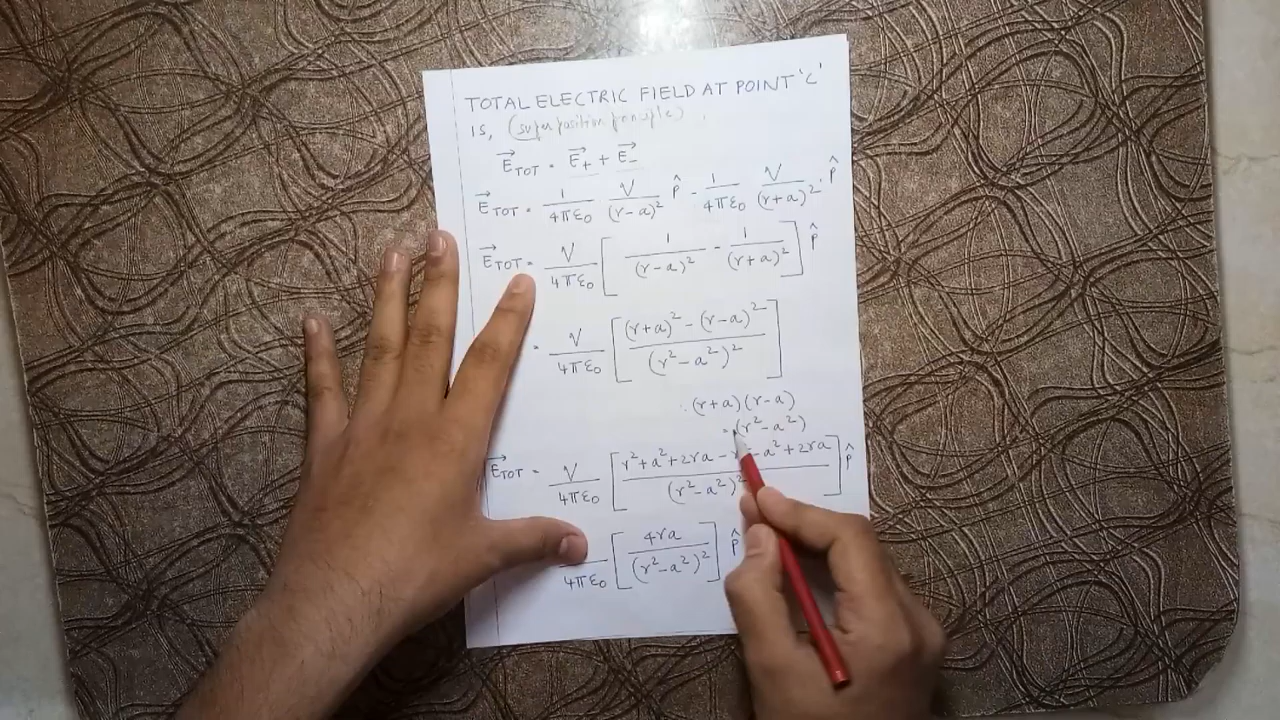 TOTAL ELECTRIC FIELD AT POINT 'C'
IS, (superposition principle).
E⃗TOT = E⃗+ + E⃗−
E⃗TOT = 1/4πε0 V/(r-a)² p̂ - 1/4πε0 V/(r+a)² · p̂
E⃗TOT = V/4πε0 [1/(r-a)² - 1/(r+a)²] p̂
= V/4πε0 [(r+a)² - (r-a)²/(r²-a²)²]
∴ (r+a)(r-a)
= (r²-a²)
E⃗TOT = V/4πε0 [r²+a²+2ra - -a²+2ra/(r²-a²)²] p̂
4πε0 [4ra/(r²-a²)²] p̂